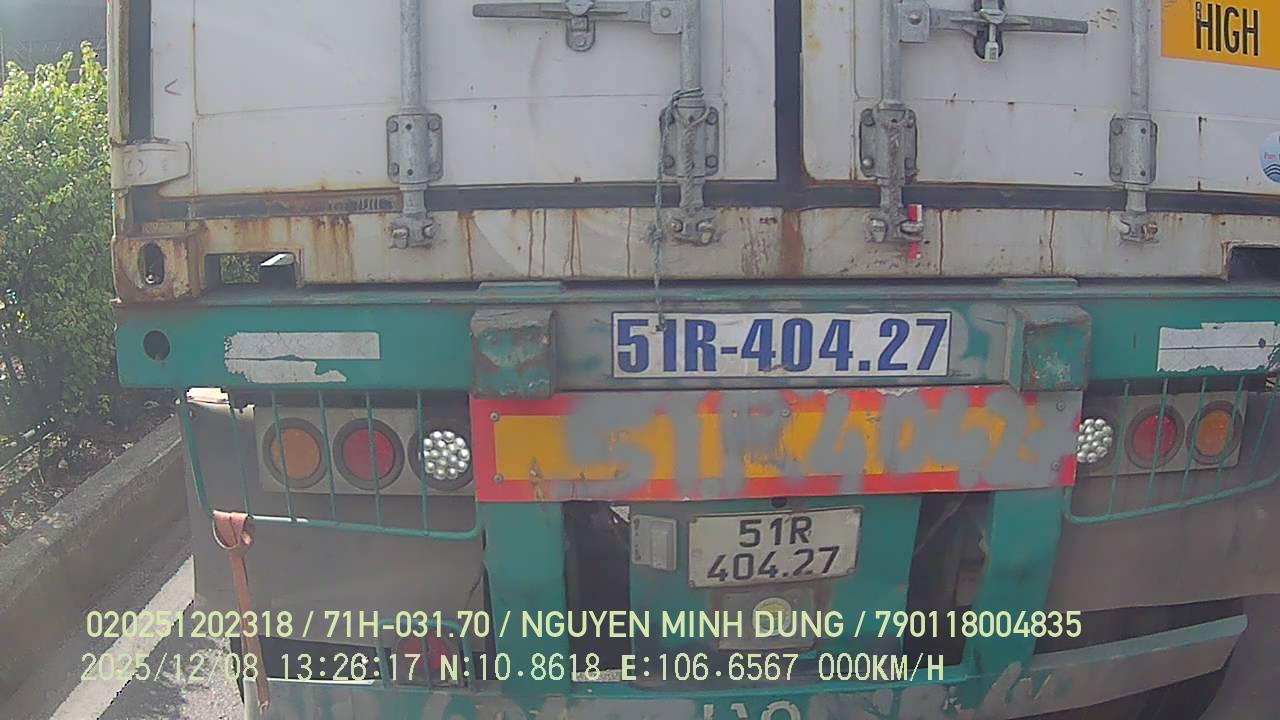 HIGH
51R-404.27
51R
404.27
020251202318 / 71H-031.70 / NGUYEN MINH DUNG / 790118004835
2025/12/08 13:26:17 N:10.8618 E:106.6567 000KM/H